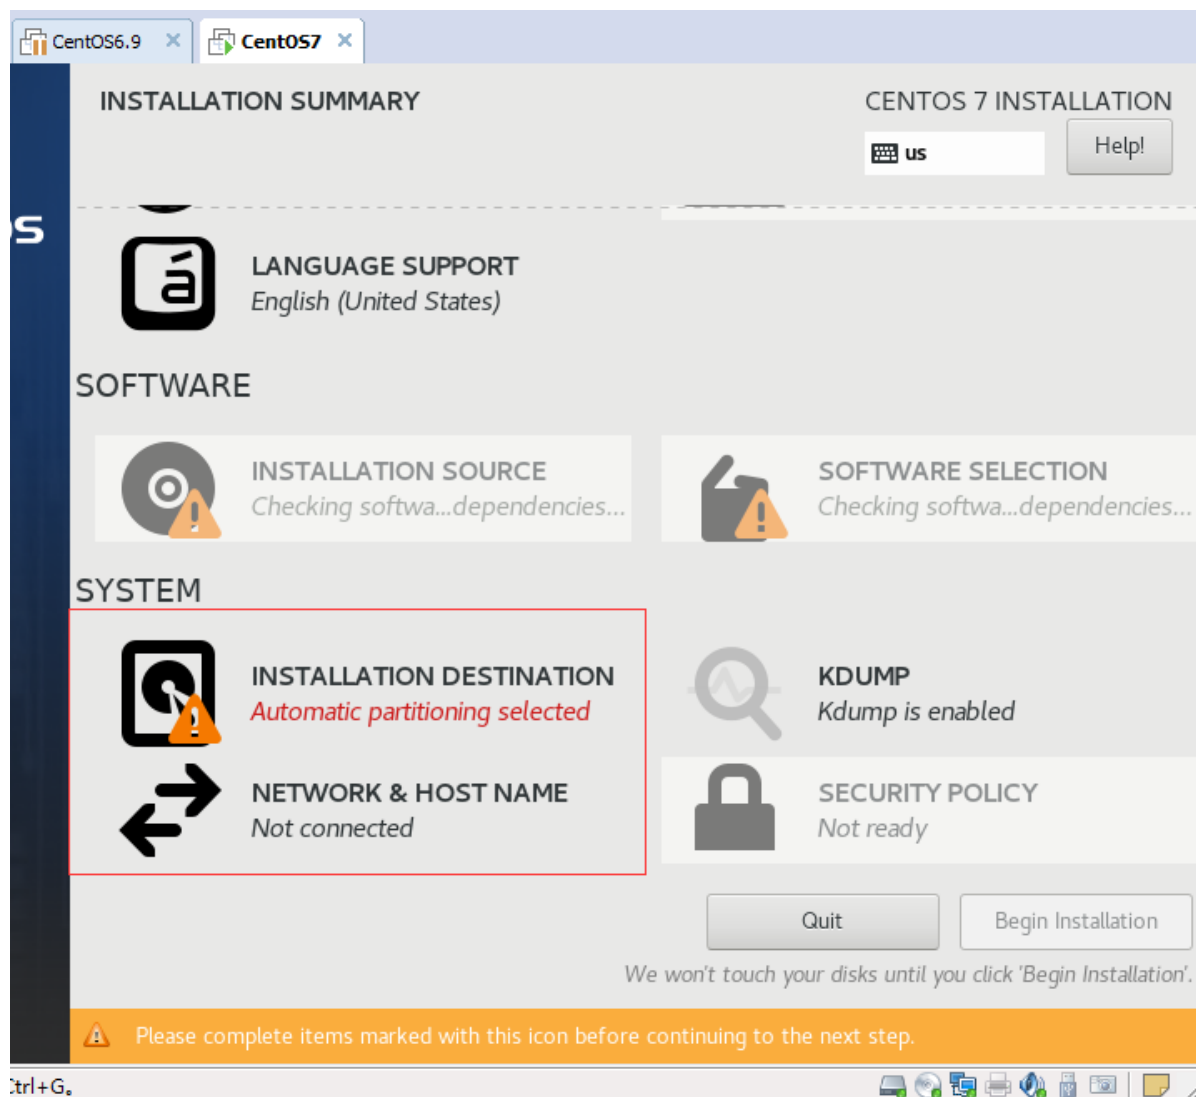 CentOS6.9
CentOS7
INSTALLATION SUMMARY
CENTOS 7 INSTALLATION
us
Help!
OS
LANGUAGE SUPPORT
English (United States)
SOFTWARE
INSTALLATION SOURCE
Checking softwa...dependencies...
SOFTWARE SELECTION
Checking softwa...dependencies...
SYSTEM
INSTALLATION DESTINATION
Automatic partitioning selected
KDUMP
Kdump is enabled
NETWORK & HOST NAME
Not connected
SECURITY POLICY
Not ready
Quit
Begin Installation
We won't touch your disks until you click 'Begin Installation'.
Please complete items marked with this icon before continuing to the next step.
Ctrl+G。